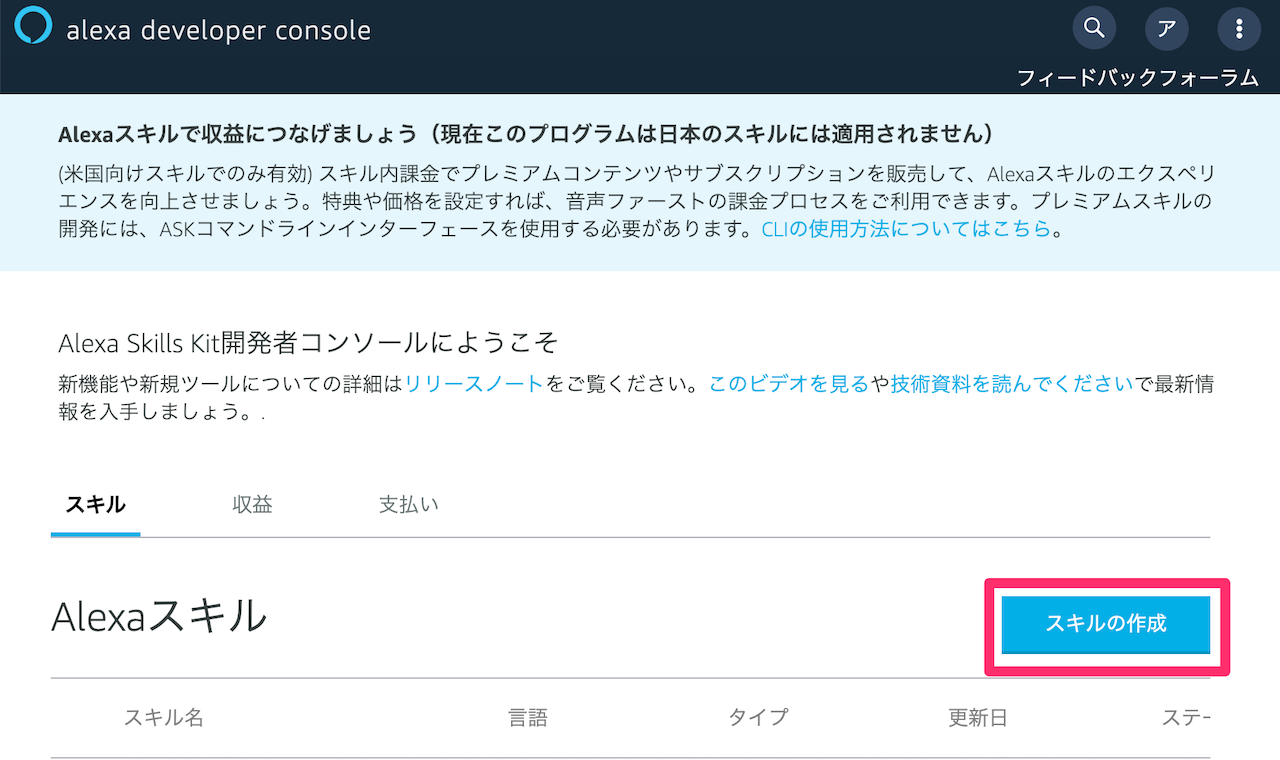 alexa developer console
ア
フィードバックフォーラム
Alexaスキルで収益につなげましょう（現在このプログラムは日本のスキルには適用されません）
(米国向けスキルでのみ有効) スキル内課金でプレミアムコンテンツやサブスクリプションを販売して、Alexaスキルのエクスペリ
エンスを向上させましょう。特典や価格を設定すれば、音声ファーストの課金プロセスをご利用できます。プレミアムスキルの
開発には、ASKコマンドラインインターフェースを使用する必要があります。CLIの使用方法についてはこちら。
Alexa Skills Kit開発者コンソールにようこそ
新機能や新規ツールについての詳細はリリースノートをご覧ください。このビデオを見るや技術資料を読んでくださいで最新情
報を入手しましょう。.
スキル 収益 支払い
Alexaスキル
スキルの作成
スキル名 言語 タイプ 更新日 ステー